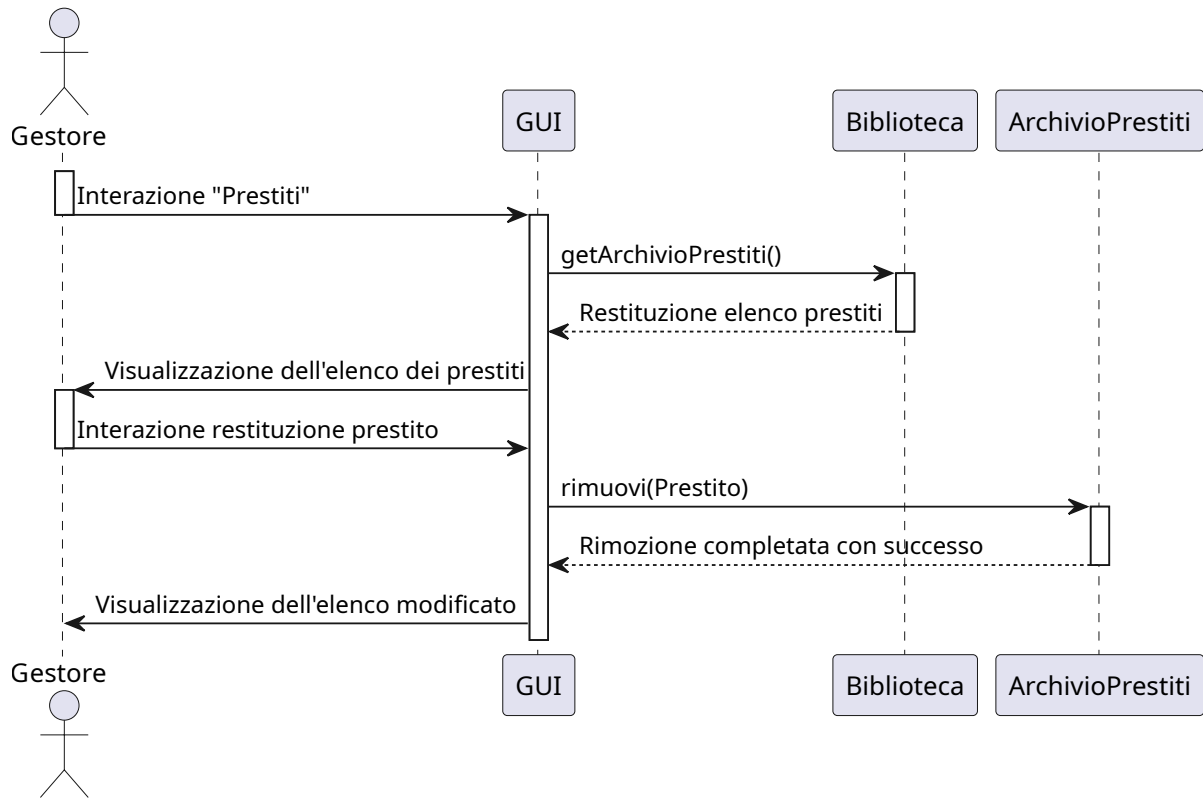 Gestore
GUI
Biblioteca
ArchivioPrestiti
Interazione "Prestiti"
getArchivioPrestiti()
Restituzione elenco prestiti
Visualizzazione dell'elenco dei prestiti
Interazione restituzione prestito
rimuovi(Prestito)
Rimozione completata con successo
Visualizzazione dell'elenco modificato
Gestore
GUI
Biblioteca
ArchivioPrestiti